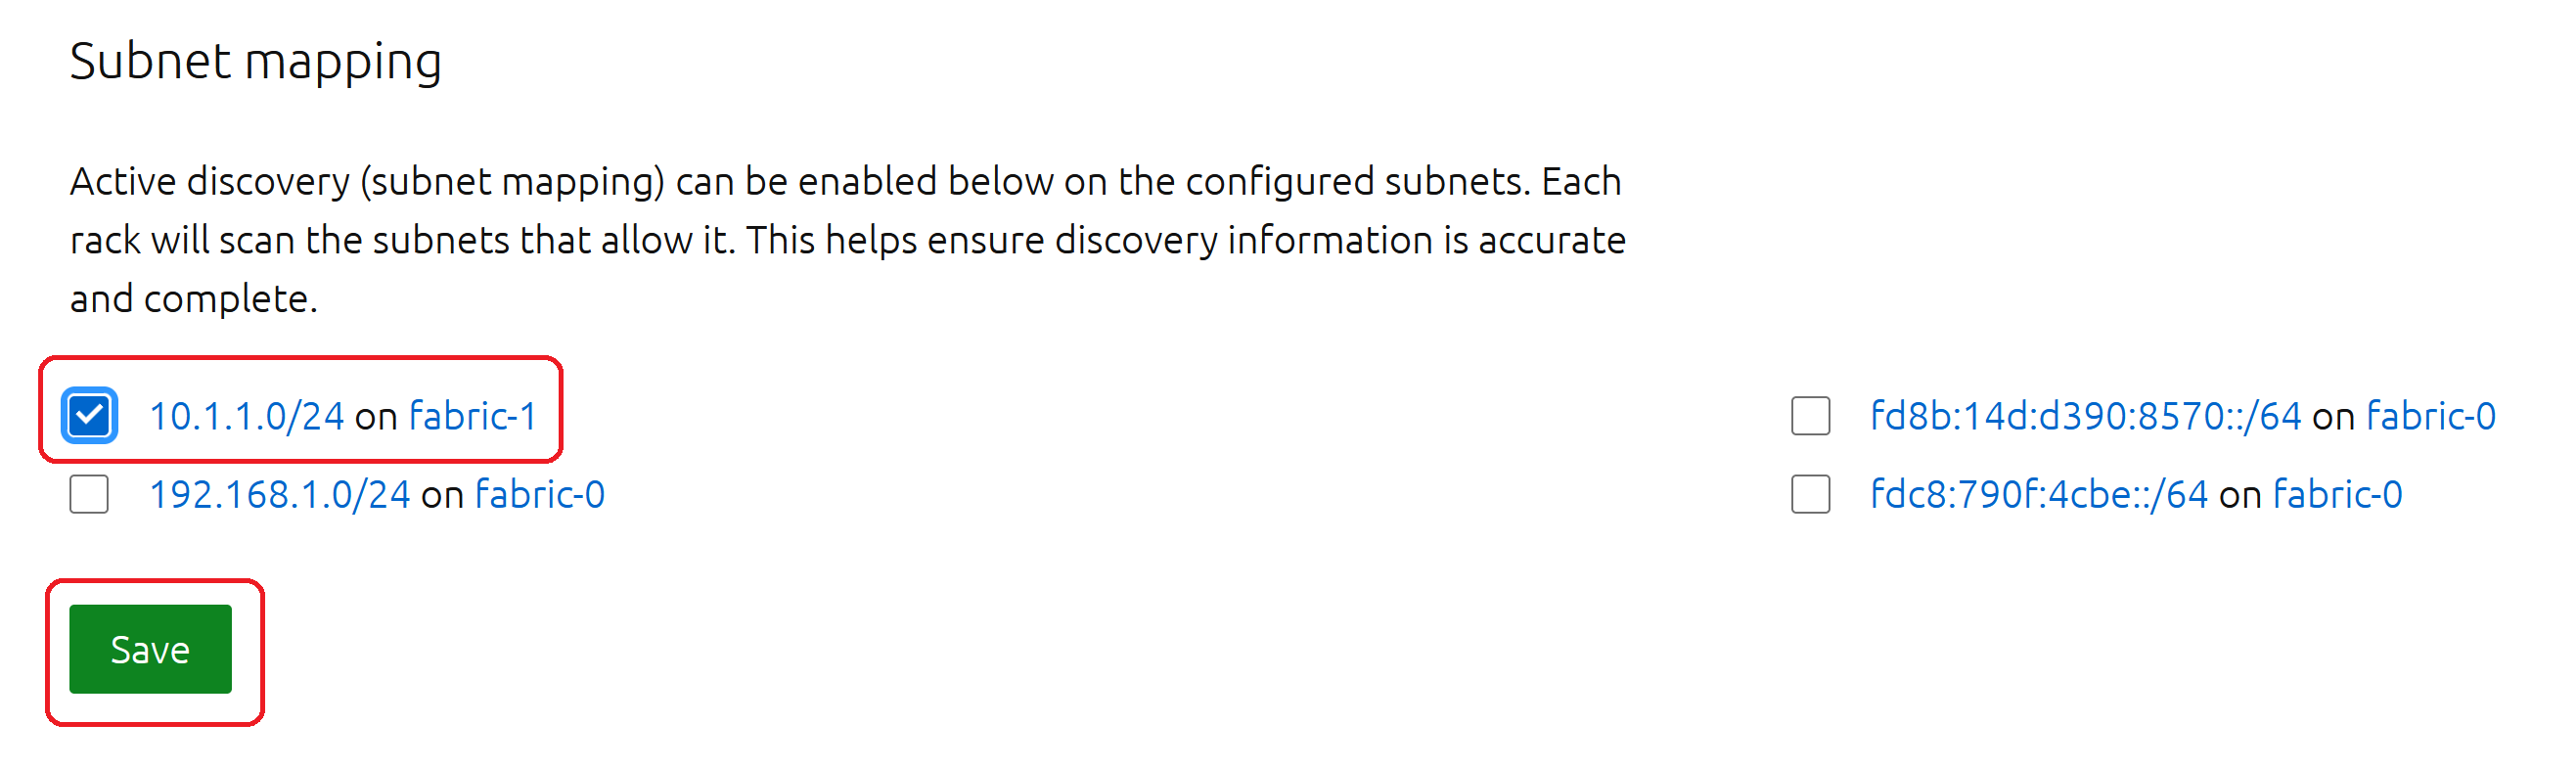 Subnet mapping
Active discovery (subnet mapping) can be enabled below on the configured subnets. Each
rack will scan the subnets that allow it. This helps ensure discovery information is accurate
and complete.
10.1.1.0/24 on fabric-1
fd8b:14d:d390:8570::/64 on fabric-0
192.168.1.0/24 on fabric-0
fdc8:790f:4cbe::/64 on fabric-0
Save